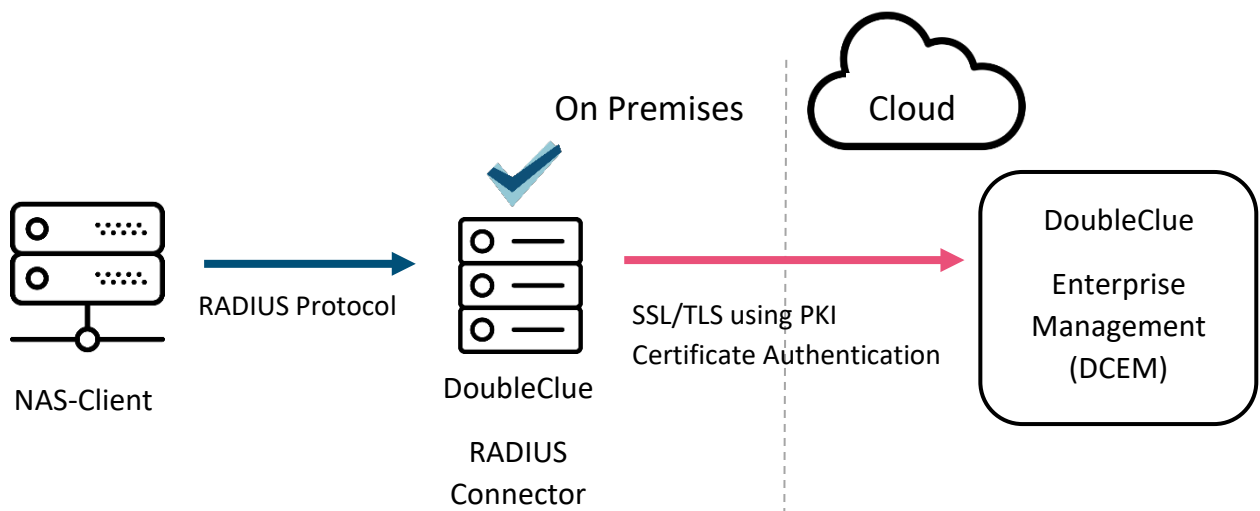 On Premises
Cloud
NAS-Client
RADIUS Protocol
DoubleClue
RADIUS
Connector
SSL/TLS using PKI
Certificate Authentication
DoubleClue
Enterprise
Management
(DCEM)